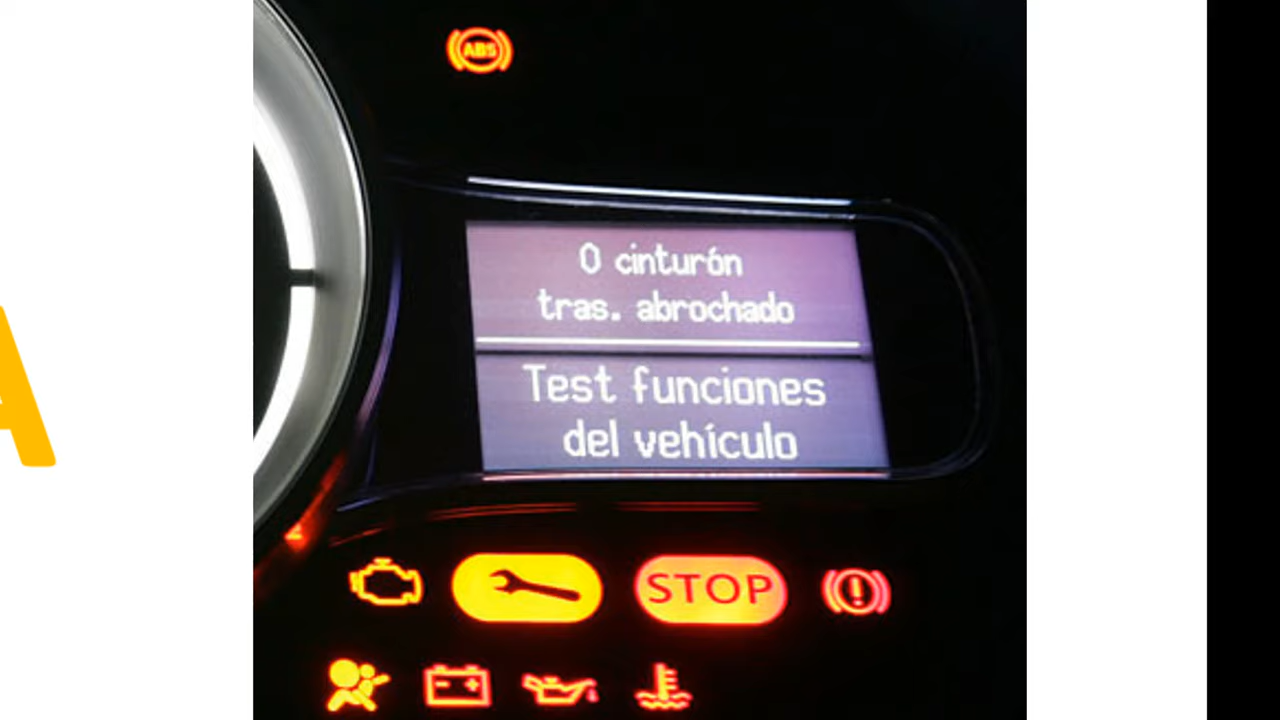 A
ABS
0 cinturón
tras. abrochado
Test funciones
del vehículo
STOP